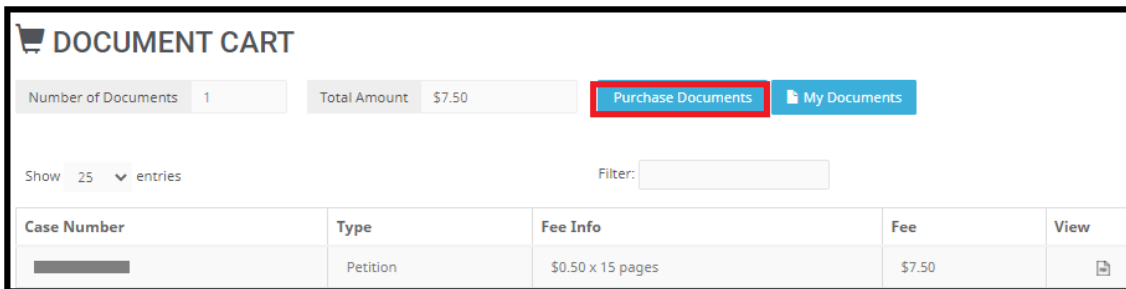 DOCUMENT CART
Number of Documents 1 Total Amount $7.50 Purchase Documents My Documents
Show 25 entries Filter:
Case Number Type Fee Info Fee View
Petition $0.50 x 15 pages $7.50